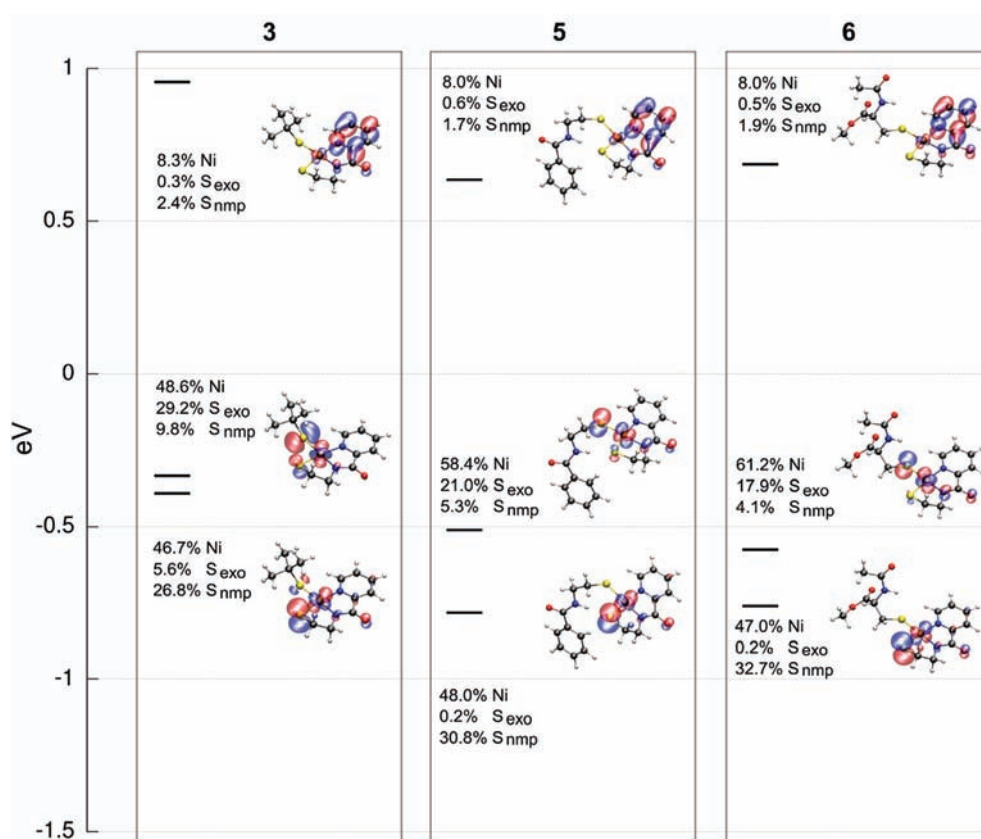 3
5
6
eV
1
0.5
0
-0.5
-1
-1.5
8.3% Ni
0.3% Sexo
2.4% Snmp
48.6% Ni
29.2% Sexo
9.8% Snmp
46.7% Ni
5.6% Sexo
26.8% Snmp
8.0% Ni
0.6% Sexo
1.7% Snmp
58.4% Ni
21.0% Sexo
5.3% Snmp
48.0% Ni
0.2% Sexo
30.8% Snmp
8.0% Ni
0.5% Sexo
1.9% Snmp
61.2% Ni
17.9% Sexo
4.1% Snmp
47.0% Ni
0.2% Sexo
32.7% Snmp